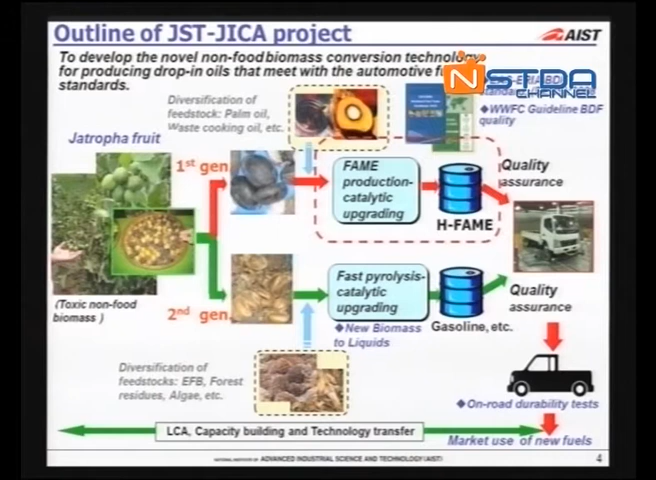 Outline of JST-JICA project
AIST
To develop the novel non-food biomass conversion technology
for producing drop-in oils that meet with the automotive
standards.
NSTDA
CHANNEL
Diversification of
feedstock: Palm oil,
Waste cooking oil, etc.
◆WWFC Guideline BDF
quality
Jatropha fruit
1st gen.
FAME
production-
catalytic
upgrading
H-FAME
Quality
assurance
(Toxic non-food
biomass )
2nd gen.
Fast pyrolysis-
catalytic
upgrading
Gasoline, etc.
Quality
assurance
◆New Biomass
to Liquids
Diversification of
feedstocks: EFB, Forest
residues, Algae, etc.
◆On-road durability tests
LCA, Capacity building and Technology transfer
Market use of new fuels
NATIONAL INSTITUTE OF ADVANCED INDUSTRIAL SCIENCE AND TECHNOLOGY (AIST)
4